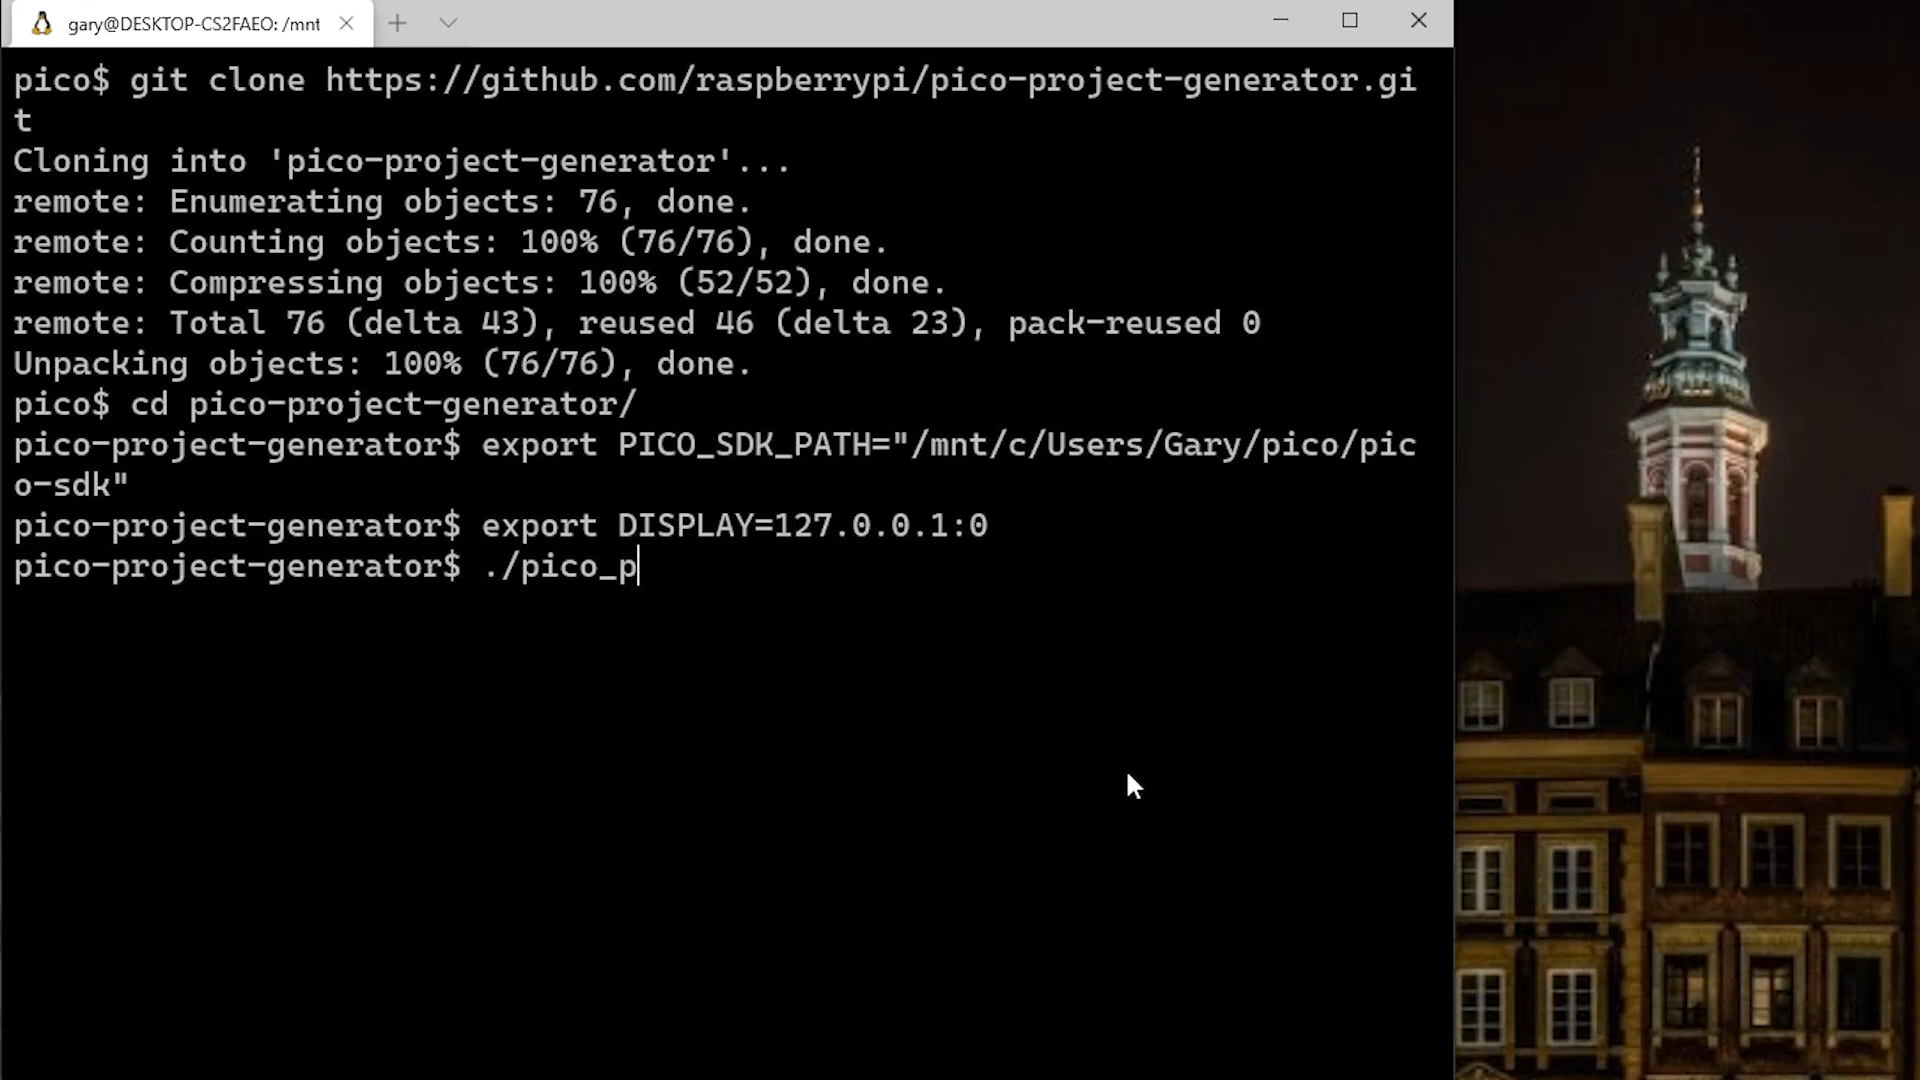 gary@DESKTOP-CS2FAEO: /mnt
pico$ git clone https://github.com/raspberrypi/pico-project-generator.gi
t
Cloning into 'pico-project-generator'...
remote: Enumerating objects: 76, done.
remote: Counting objects: 100% (76/76), done.
remote: Compressing objects: 100% (52/52), done.
remote: Total 76 (delta 43), reused 46 (delta 23), pack-reused 0
Unpacking objects: 100% (76/76), done.
pico$ cd pico-project-generator/
pico-project-generator$ export PICO_SDK_PATH="/mnt/c/Users/Gary/pico/pic
o-sdk"
pico-project-generator$ export DISPLAY=127.0.0.1:0
pico-project-generator$ ./pico_p